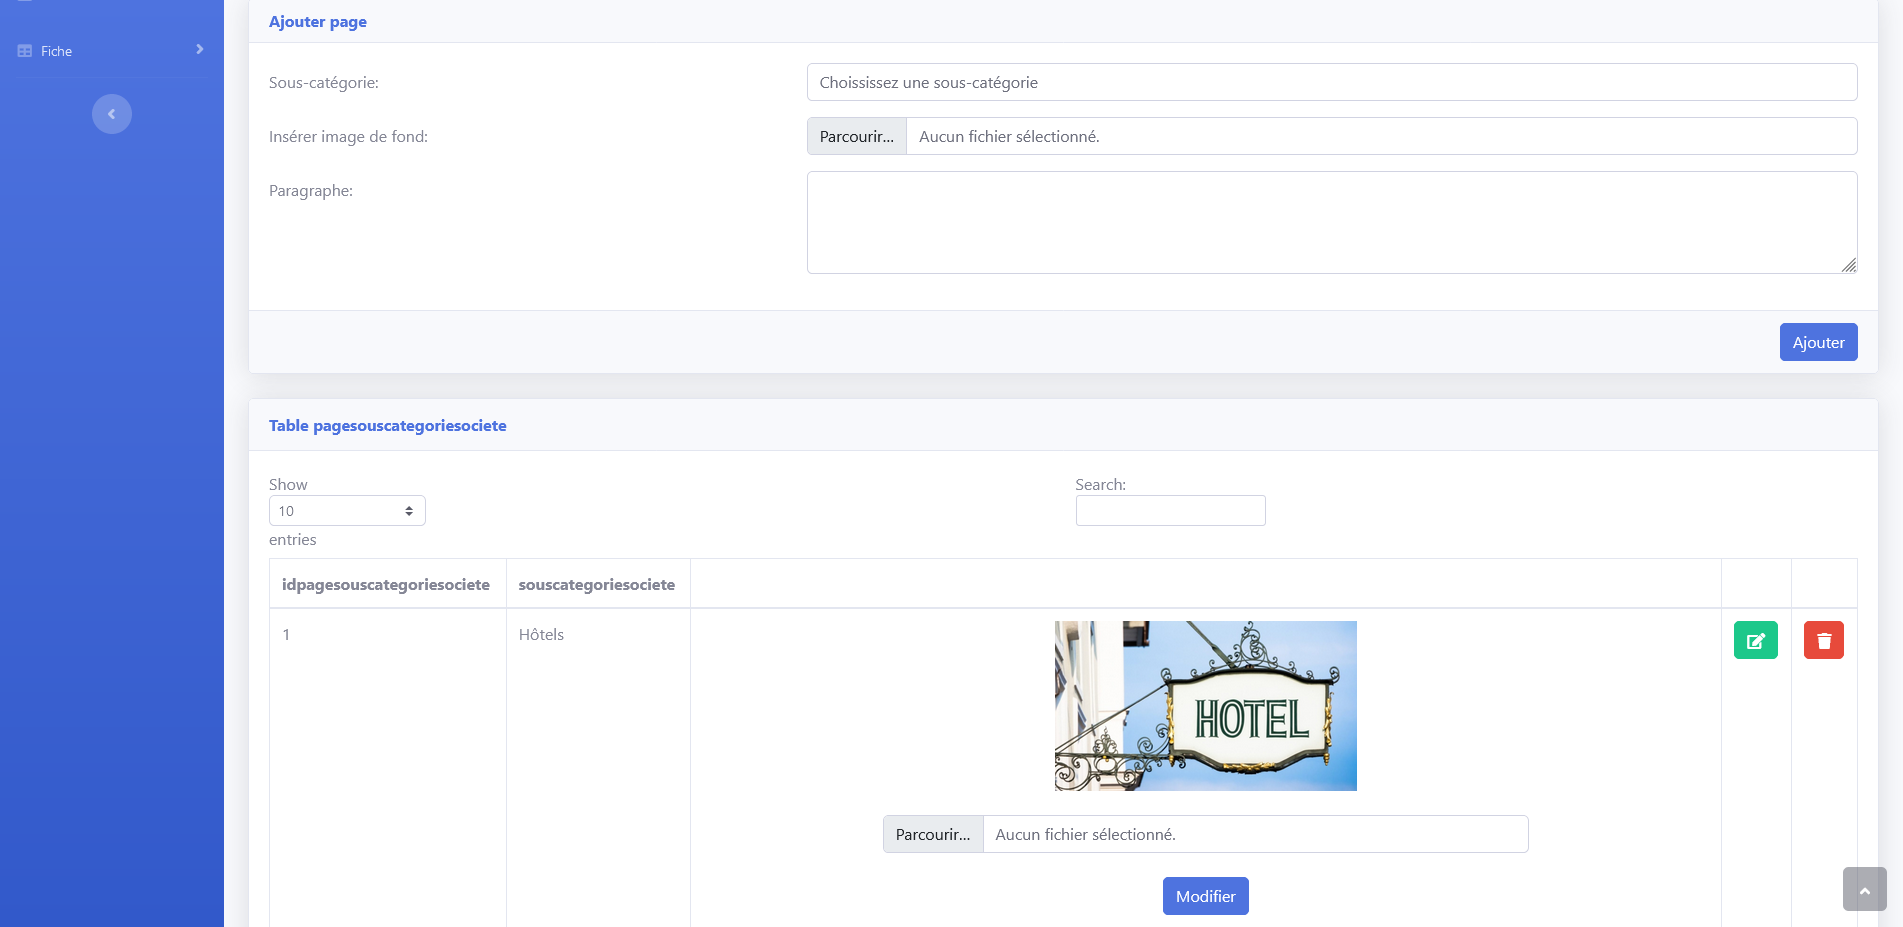 Ajouter page
Fiche
Sous-catégorie:
Choississez une sous-catégorie
Insérer image de fond:
Parcourir... Aucun fichier sélectionné.
Paragraphe:
Ajouter
Table pagesouscategoriesociete
Show
10
entries
Search:
idpagesouscategoriesociete souscategoriesociete
1 Hôtels
HOTEL
Parcourir... Aucun fichier sélectionné.
Modifier